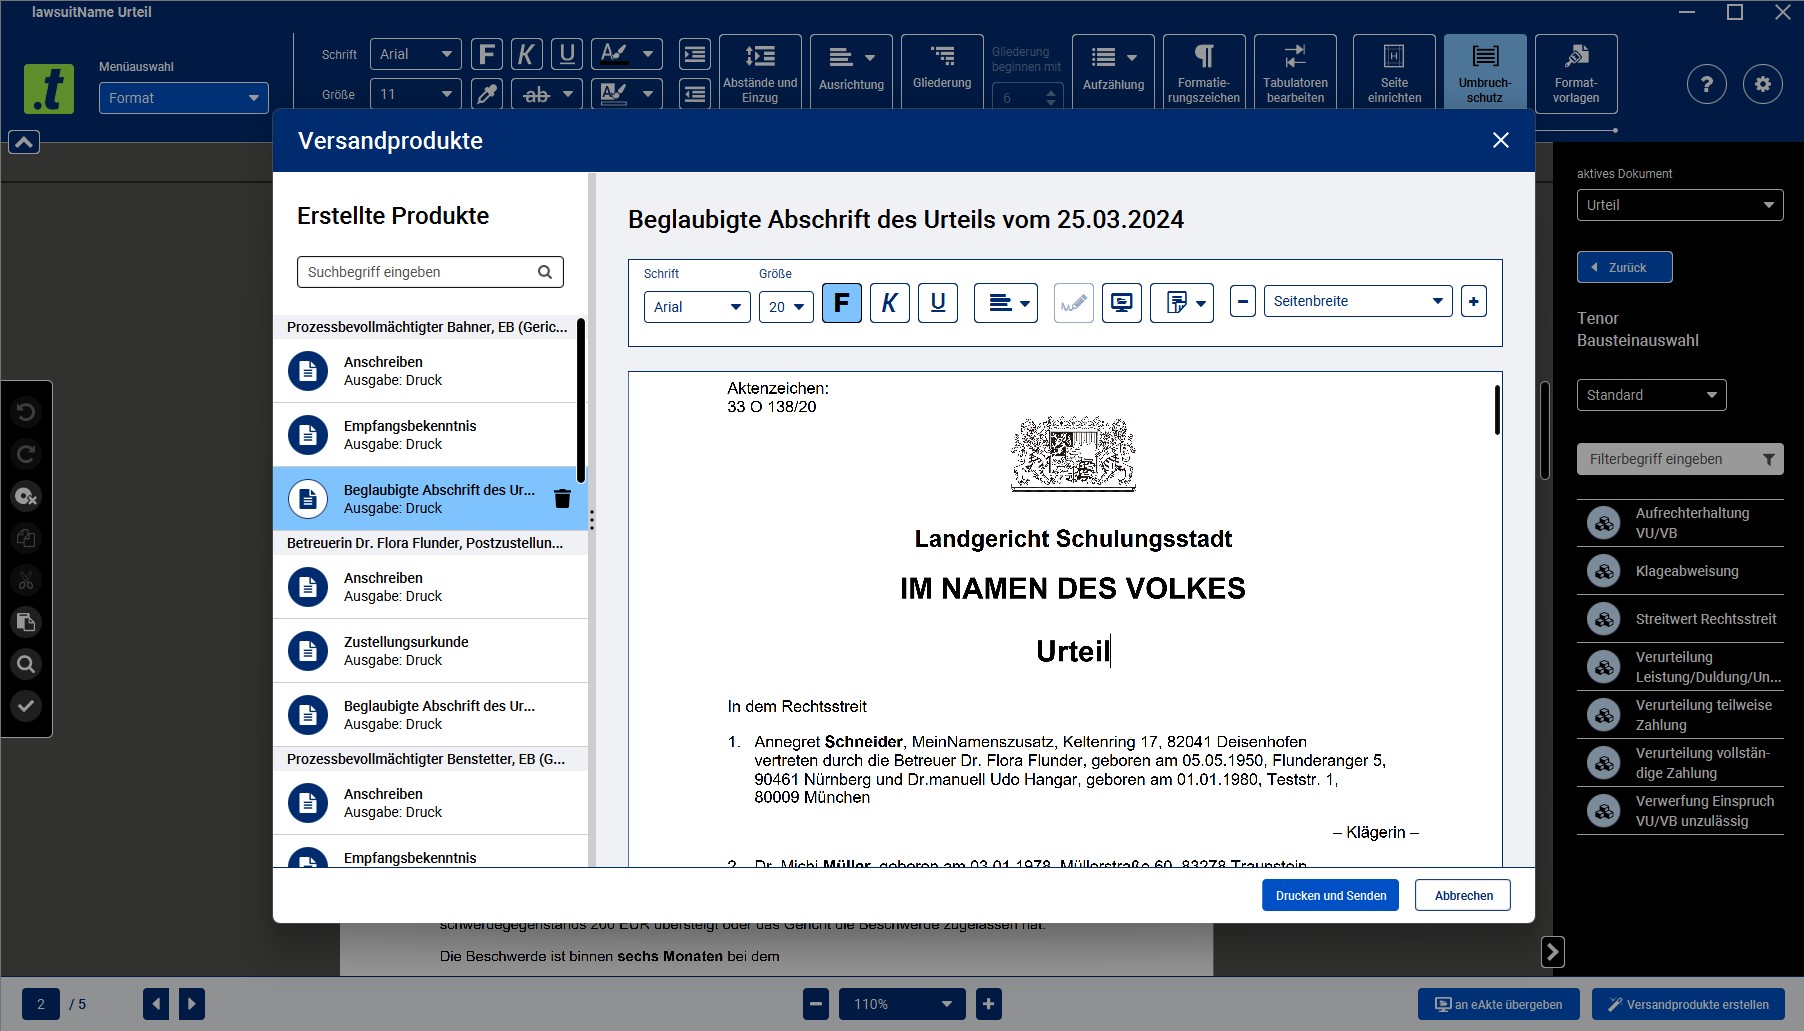 lawsuitName Urteil
Menüauswahl
Format
Schrift
Arial
F
K
U
Größe
11
ab
Abstände und
Einzug
Ausrichtung
Gliederung
Gliederung
beginnen mit
6
Aufzählung
Formatie-
rungszeichen
Tabulatoren
bearbeiten
Seite
einrichten
Umbruch-
schutz
Format-
vorlagen
Versandprodukte
Erstellte Produkte
Suchbegriff eingeben
Prozessbevollmächtigter Bahner, EB (Geric...
Anschreiben
Ausgabe: Druck
Empfangsbekenntnis
Ausgabe: Druck
Beglaubigte Abschrift des Ur...
Ausgabe: Druck
Betreuerin Dr. Flora Flunder, Postzustellun...
Anschreiben
Ausgabe: Druck
Zustellungsurkunde
Ausgabe: Druck
Beglaubigte Abschrift des Ur...
Ausgabe: Druck
Prozessbevollmächtigter Benstetter, EB (G...
Anschreiben
Ausgabe: Druck
Empfangsbekenntnis
Beglaubigte Abschrift des Urteils vom 25.03.2024
Schrift
Größe
Arial
20
F
K
U
Seitenbreite
Aktenzeichen:
33 O 138/20
Landgericht Schulungsstadt
IM NAMEN DES VOLKES
Urteil
In dem Rechtsstreit
1. Annegret Schneider, MeinNamenszusatz, Keltenring 17, 82041 Deisenhofen
vertreten durch die Betreuer Dr. Flora Flunder, geboren am 05.05.1950, Flunderanger 5,
90461 Nürnberg und Dr.manuell Udo Hangar, geboren am 01.01.1980, Teststr. 1,
80009 München
– Klägerin –
2. Dr. Michi Müller, geboren am 03.01.1978, Müllerstraße 60, 83278 Traunstein
Drucken und Senden
Abbrechen
schwerdegegenstands 200 EUR übersteigt oder das Gericht die Beschwerde zugelassen hat.
Die Beschwerde ist binnen sechs Monaten bei dem
aktives Dokument
Urteil
Zurück
Tenor
Bausteinauswahl
Standard
Filterbegriff eingeben
Aufrechterhaltung
VU/VB
Klageabweisung
Streitwert Rechtsstreit
Verurteilung
Leistung/Duldung/Un...
Verurteilung teilweise
Zahlung
Verurteilung vollstän-
dige Zahlung
Verwerfung Einspruch
VU/VB unzulässig
2 / 5
110%
an eAkte übergeben
Versandprodukte erstellen